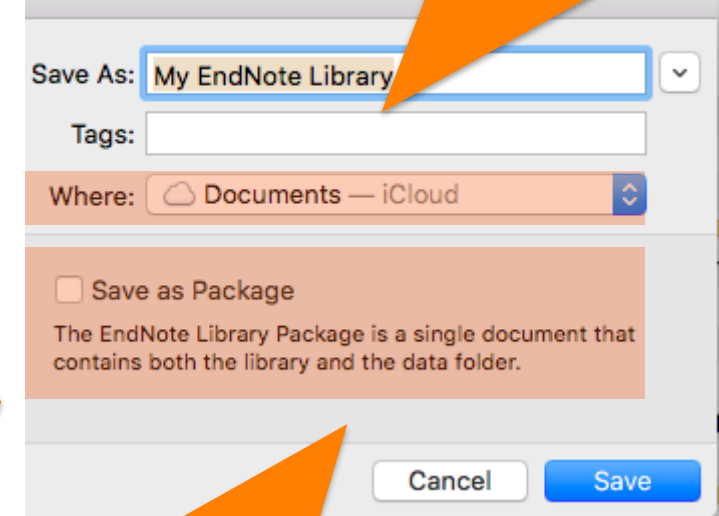 Save As: My EndNote Library
Tags:
Where: Documents — iCloud
Save as Package
The EndNote Library Package is a single document that
contains both the library and the data folder.
Cancel Save